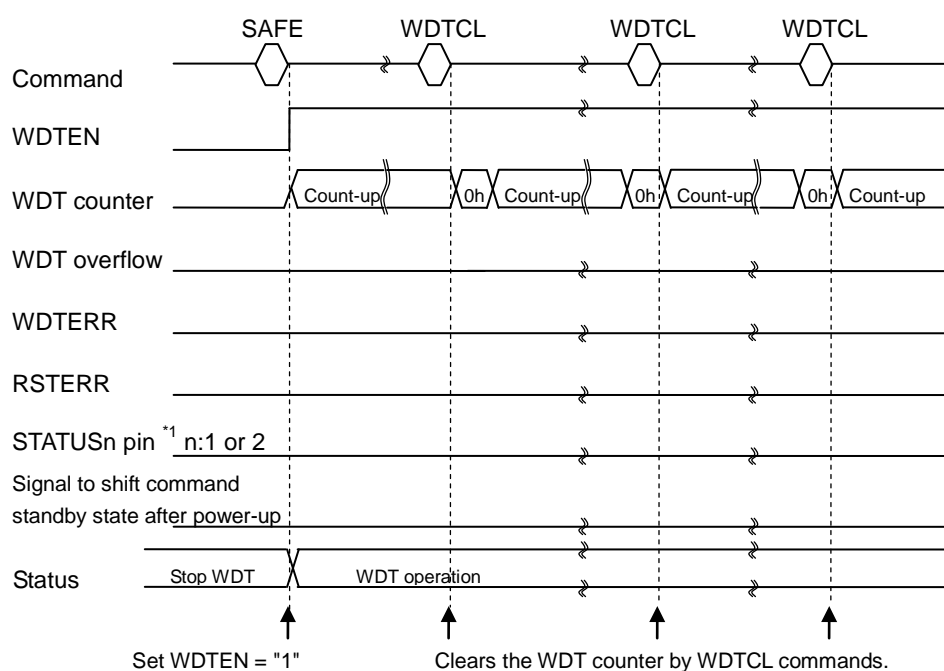 SAFE WDTCL WDTCL WDTCL
Command
WDTEN
WDT counter Count-up 0h Count-up 0h Count-up 0h Count-up
WDT overflow
WDTERR
RSTERR
STATUSn pin *1 n:1 or 2
Signal to shift command
standby state after power-up
Status Stop WDT WDT operation
Set WDTEN = "1" Clears the WDT counter by WDTCL commands.